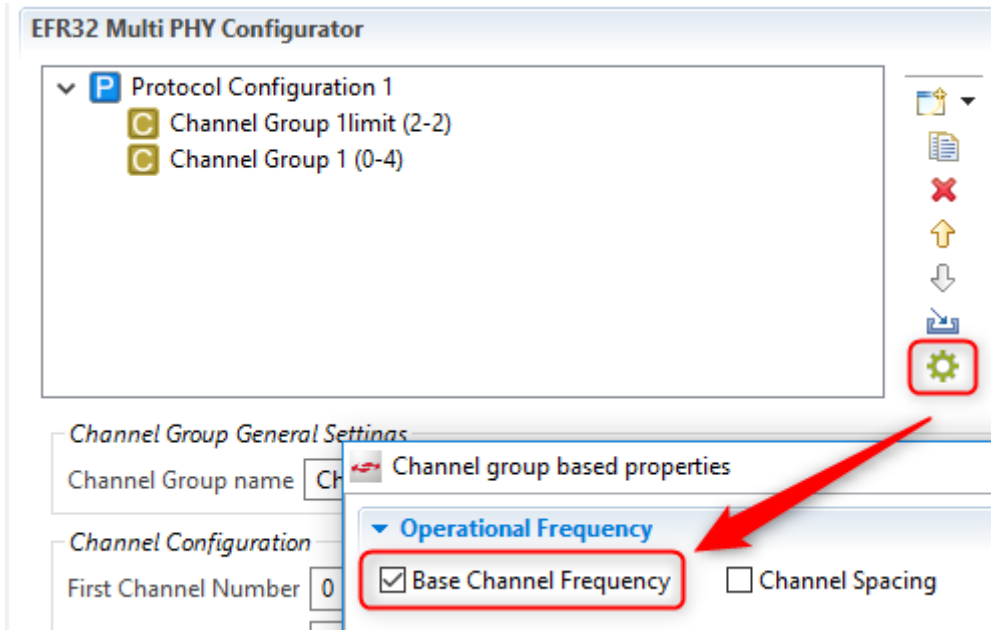 EFR32 Multi PHY Configurator
P Protocol Configuration 1
C Channel Group 1limit (2-2)
C Channel Group 1 (0-4)
Channel Group General Settings
Channel Group name Ch
Channel group based properties
Operational Frequency
Channel Configuration
Base Channel Frequency Channel Spacing
First Channel Number 0